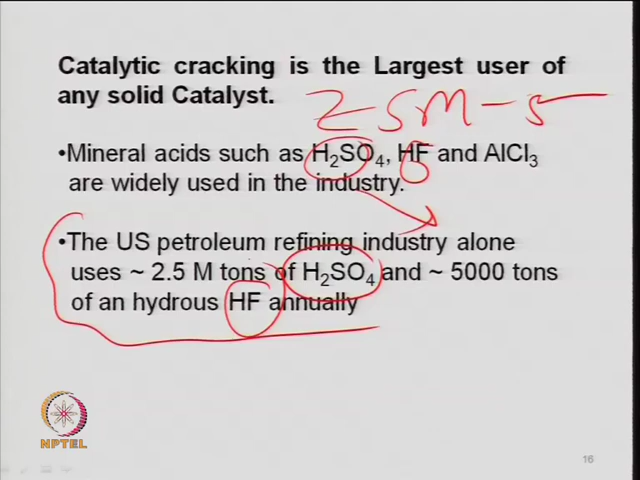 Catalytic cracking is the Largest user of
any solid Catalyst.
ZSM-5
•Mineral acids such as H₂SO₄, HF and AlCl₃
are widely used in the industry.
•The US petroleum refining industry alone
uses ~ 2.5 M tons of H₂SO₄ and ~ 5000 tons
of an hydrous HF annually
NPTEL
16